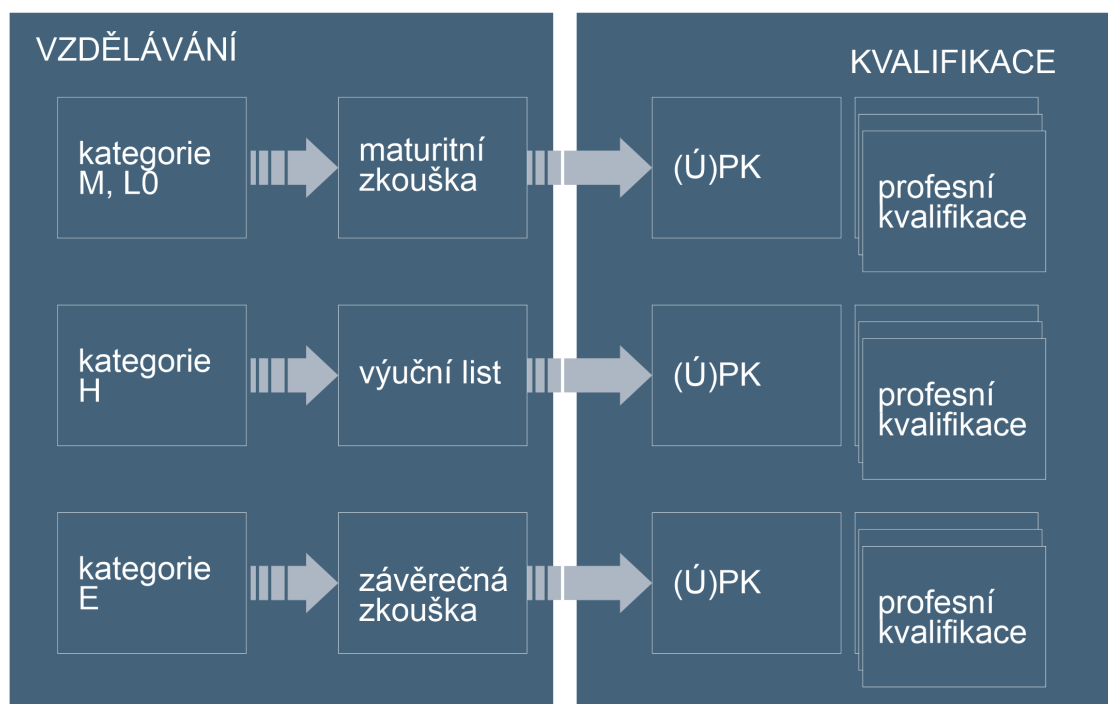 VZDĚLÁVÁNÍ
KVALIFIKACE
kategorie
M, L0
maturitní
zkouška
(Ú)PK
profesní
kvalifikace
kategorie
H
výuční list
(Ú)PK
profesní
kvalifikace
kategorie
E
závěrečná
zkouška
(Ú)PK
profesní
kvalifikace